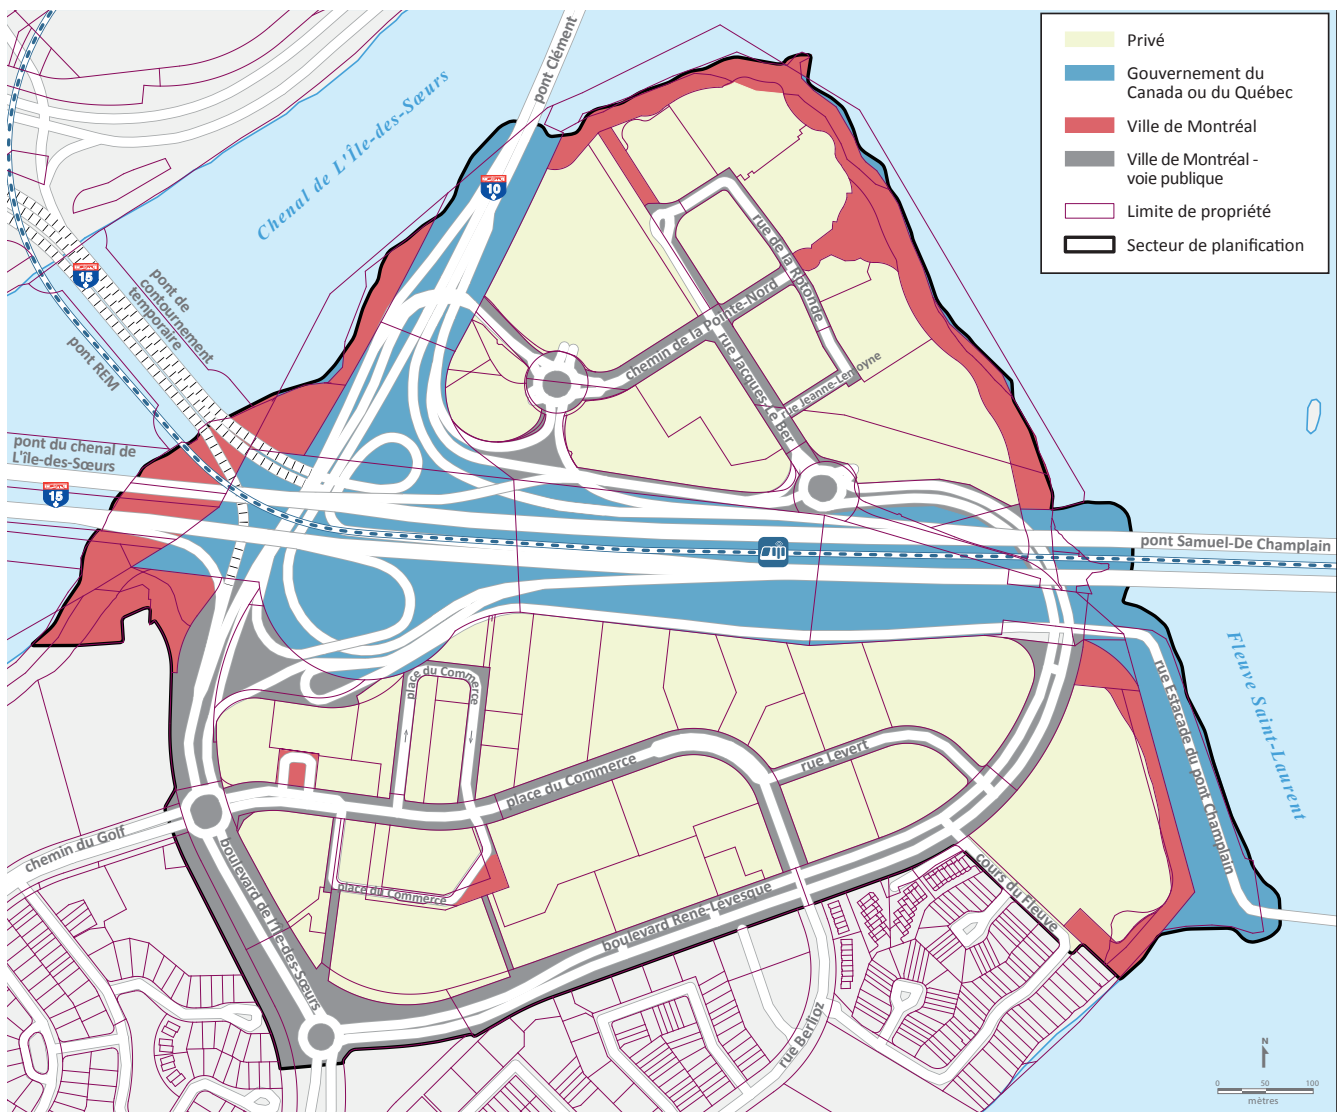 Privé
Gouvernement du
Canada ou du Québec
Ville de Montréal
Ville de Montréal -
voie publique
Limite de propriété
Secteur de planification
pont Clément
Chenal de L'Île-des-Sœurs
10
15
pont de
contournement
temporaire
pont REM
pont du chenal de
L'île-des-Sœurs
15
rue de la Rotonde
chemin de la Pointe-Nord
rue Jacques-Le Ber
rue Jeanne-Lemoyne
pont Samuel-De Champlain
Fleuve Saint-Laurent
rue Estacade du pont Champlain
place du Commerce
place du Commerce
rue Levert
chemin du Golf
boulevard de L'Île-des-Sœurs
place du Commerce
boulevard René-Lévesque
cours du Fleuve
rue Berlioz
N
0 50 100
mètres